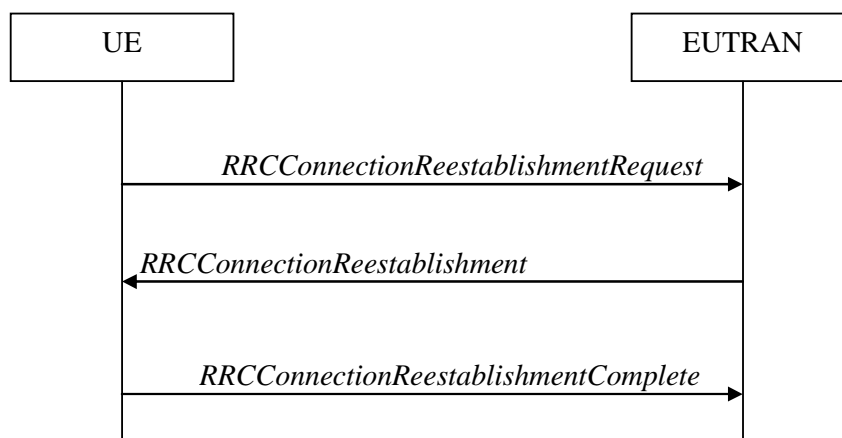 UE
EUTRAN
RRCConnectionReestablishmentRequest
RRCConnectionReestablishment
RRCConnectionReestablishmentComplete